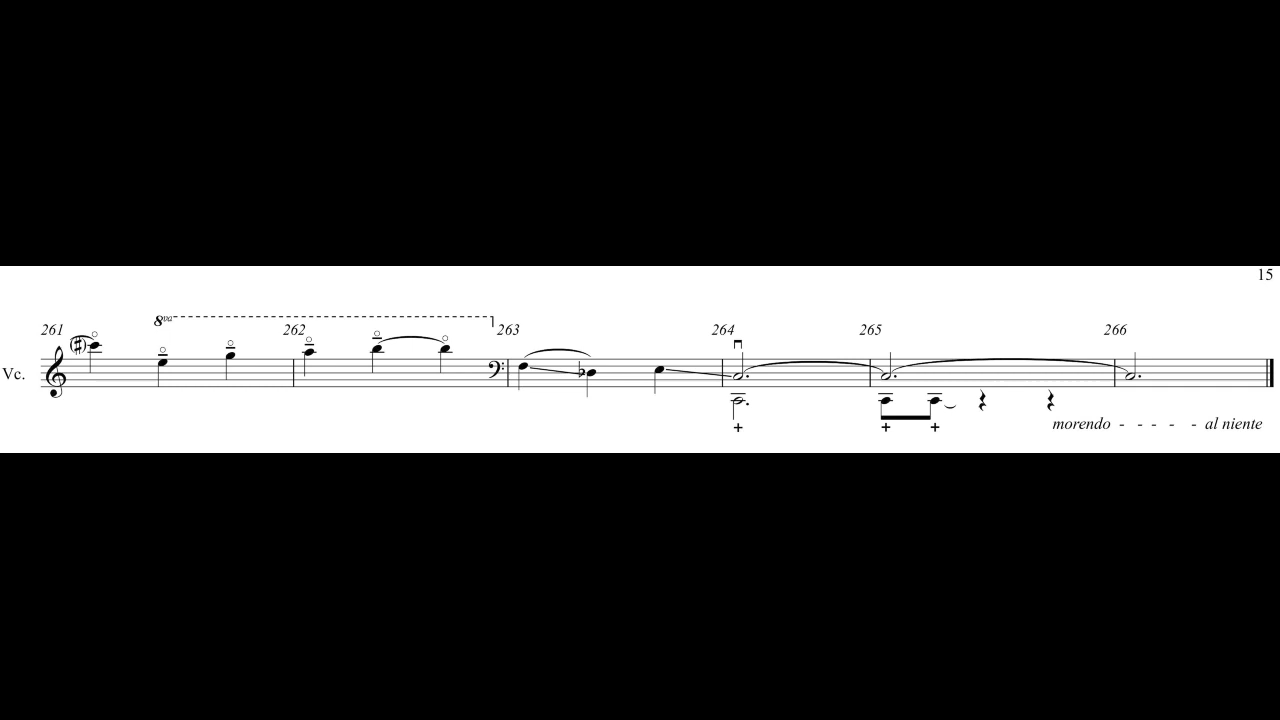 15
8va
261 262 263 264 265 266
Vc.
morendo - - - - - al niente